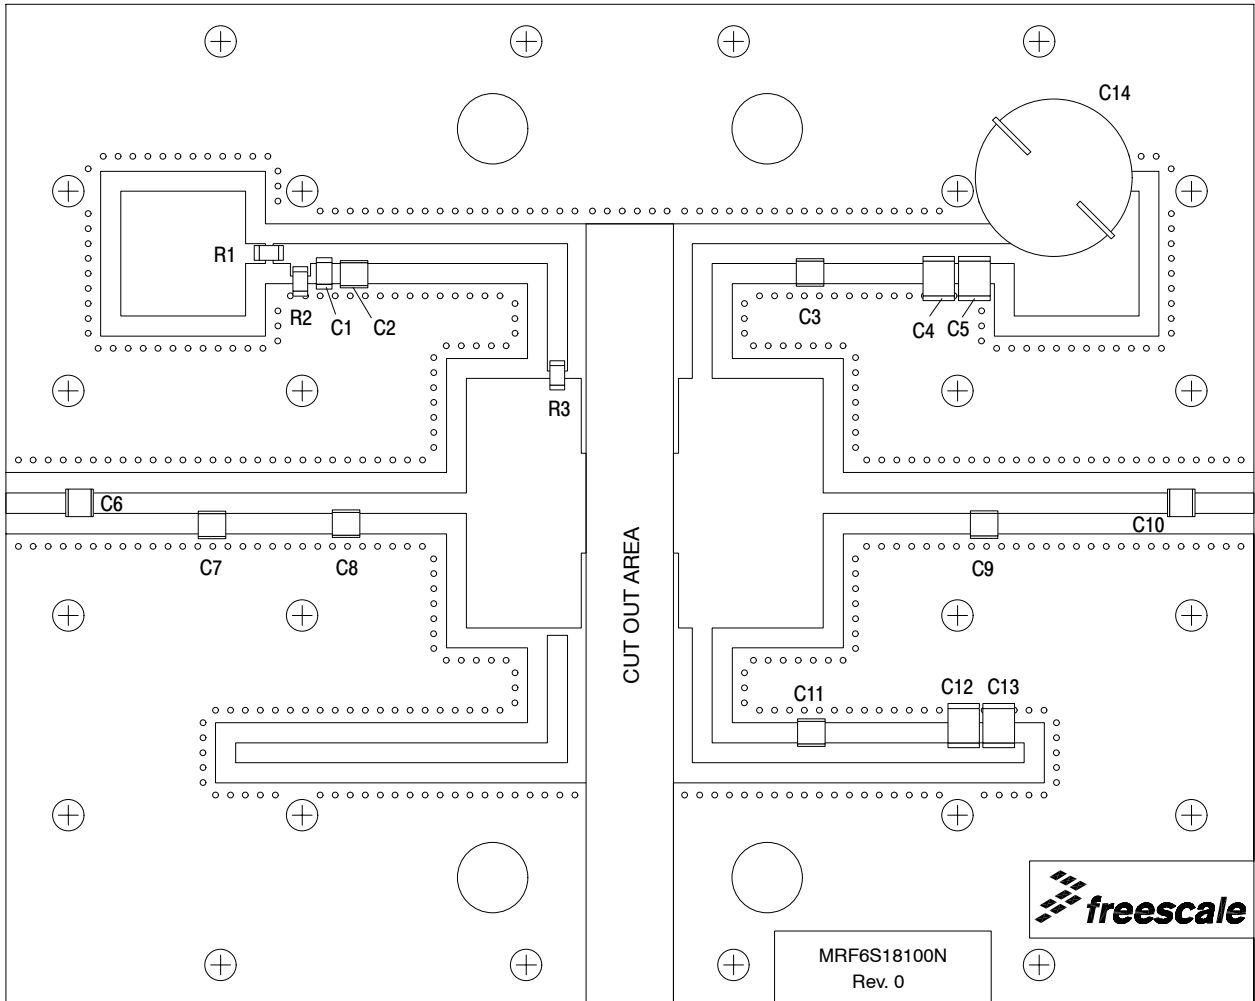 C14
R1
R2
C1
C2
C3
C4
C5
R3
C6
C10
C7
C8
C9
CUT OUT AREA
C11
C12
C13
freescale
MRF6S18100N
Rev. 0